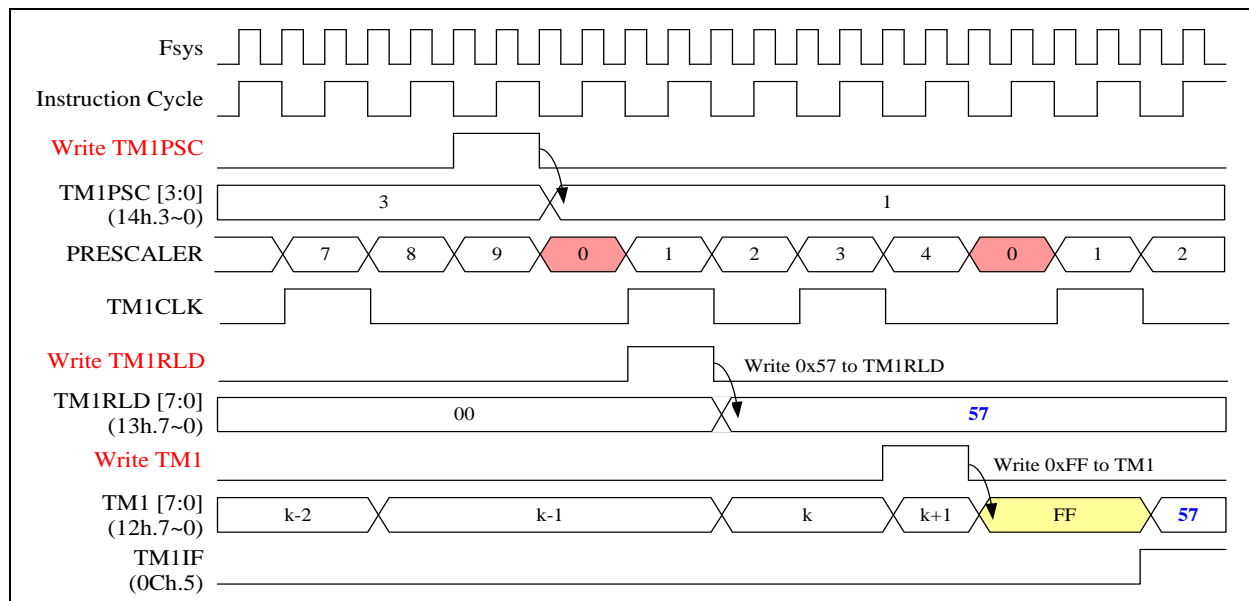 Fsys
Instruction Cycle
Write TM1PSC
TM1PSC [3:0]
(14h.3~0)
3
1
PRESCALER
7 8 9 0 1 2 3 4 0 1 2
TM1CLK
Write TM1RLD
Write 0x57 to TM1RLD
TM1RLD [7:0]
(13h.7~0)
00
57
Write TM1
Write 0xFF to TM1
TM1 [7:0]
(12h.7~0)
k-2 k-1 k k+1 FF 57
TM1IF
(0Ch.5)